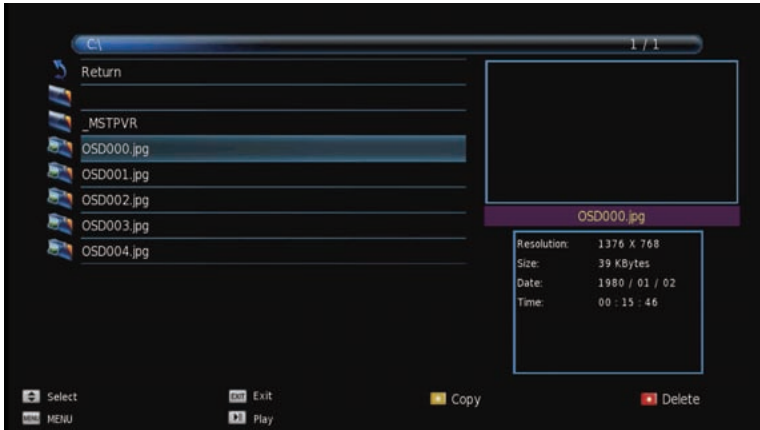 C:\ 1 / 1
Return
_MSTPVR
OSD000.jpg
OSD001.jpg
OSD002.jpg
OSD003.jpg
OSD004.jpg
OSD000.jpg
Resolution: 1376 X 768
Size: 39 KBytes
Date: 1980 / 01 / 02
Time: 00 : 15 : 46
Select EXIT Exit Copy Delete
MENU MENU Play